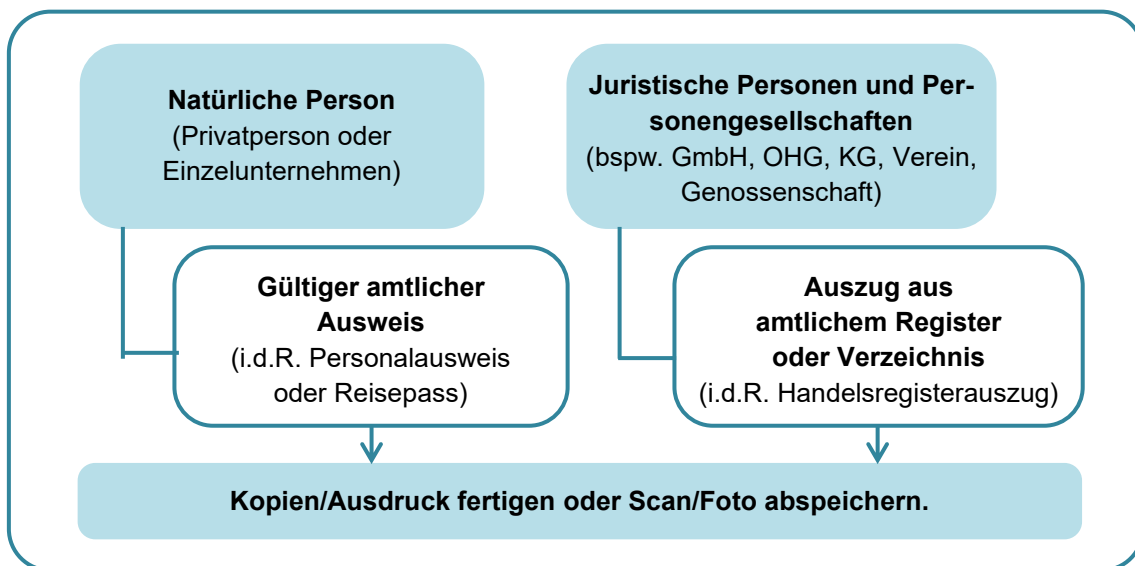 Natürliche Person
(Privatperson oder
Einzelunternehmen)
Juristische Personen und Per-
sonengesellschaften
(bspw. GmbH, OHG, KG, Verein,
Genossenschaft)
Gültiger amtlicher
Ausweis
(i.d.R. Personalausweis
oder Reisepass)
Auszug aus
amtlichem Register
oder Verzeichnis
(i.d.R. Handelsregisterauszug)
Kopien/Ausdruck fertigen oder Scan/Foto abspeichern.